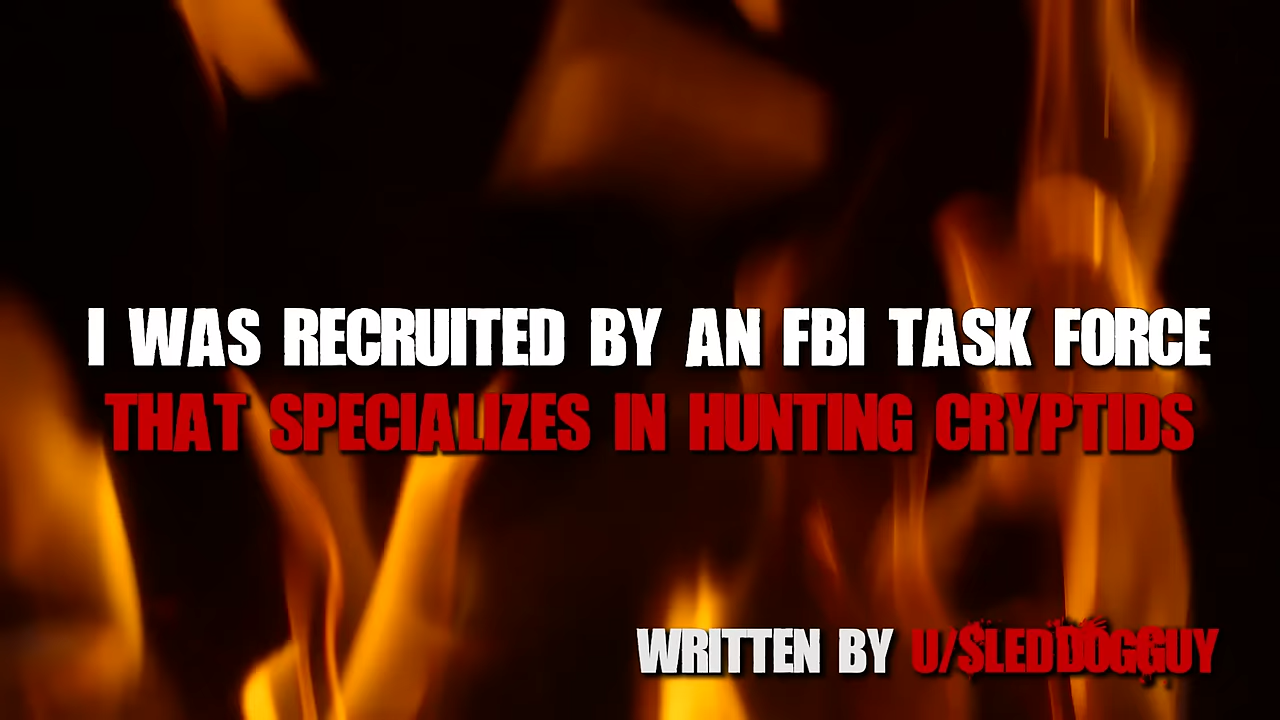 I WAS RECRUITED BY AN FBI TASK FORCE
THAT SPECIALIZES IN HUNTING CRYPTIDS
WRITTEN BY U/SLEDDOGGUY